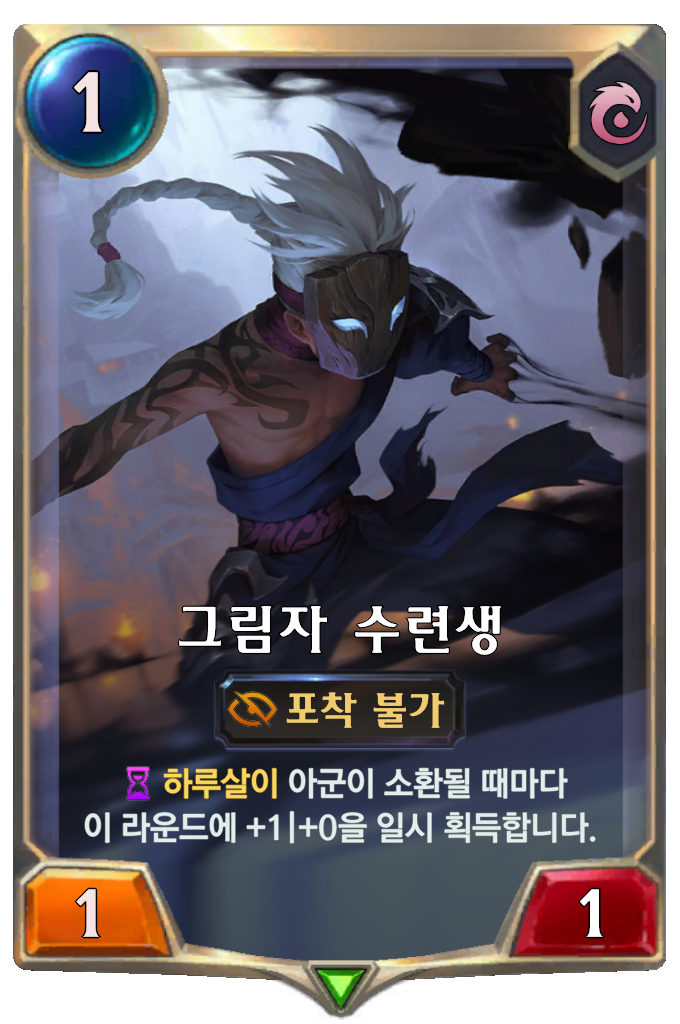 1
그림자 수련생
포착 불가
하루살이 아군이 소환될 때마다
이 라운드에 +1|+0을 일시 획득합니다.
1 1